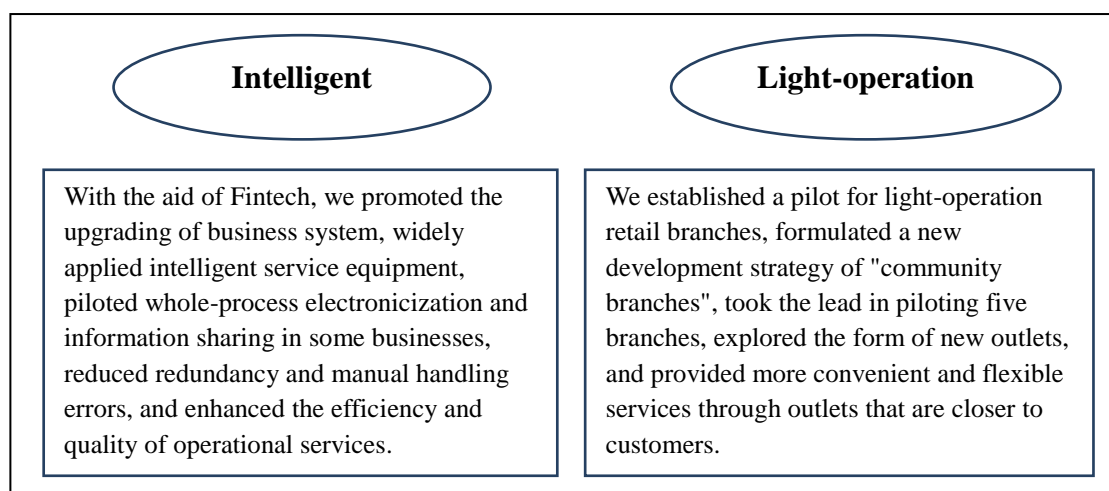 Intelligent
With the aid of Fintech, we promoted the
upgrading of business system, widely
applied intelligent service equipment,
piloted whole-process electronicization and
information sharing in some businesses,
reduced redundancy and manual handling
errors, and enhanced the efficiency and
quality of operational services.
Light-operation
We established a pilot for light-operation
retail branches, formulated a new
development strategy of "community
branches", took the lead in piloting five
branches, explored the form of new outlets,
and provided more convenient and flexible
services through outlets that are closer to
customers.